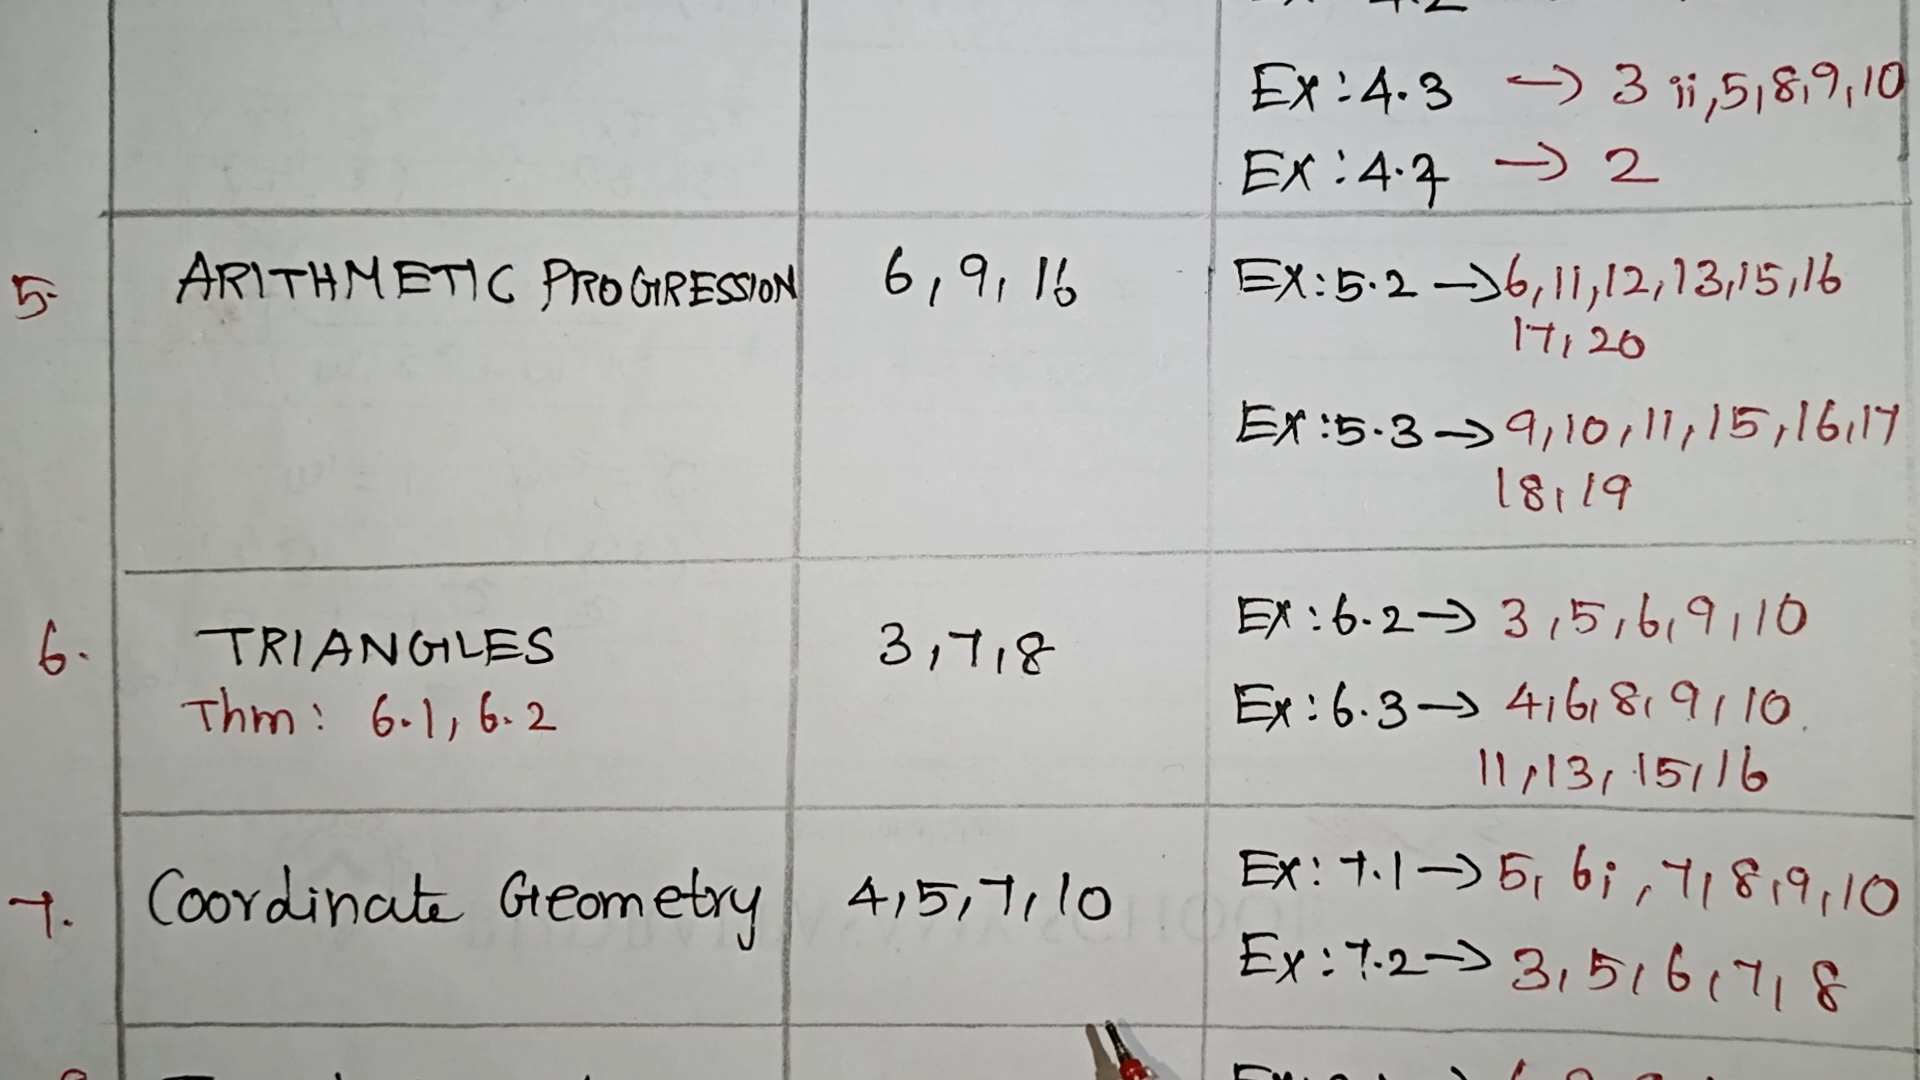 Ex: 4.3 → 3 ii, 5, 8, 9, 10
Ex: 4.4 → 2
5. ARITHMETIC PROGRESSION 6, 9, 16 Ex: 5.2 → 6, 11, 12, 13, 15, 16
17, 20
Ex: 5.3 → 9, 10, 11, 15, 16, 17
18, 19
6. TRIANGLES 3, 7, 8 Ex: 6.2 → 3, 5, 6, 9, 10
Thm: 6.1, 6.2 Ex: 6.3 → 4, 6, 8, 9, 10
11, 13, 15, 16
7. Coordinate Geometry 4, 5, 7, 10 Ex: 7.1 → 5, 6i, 7, 8, 9, 10
Ex: 7.2 → 3, 5, 6, 7, 8